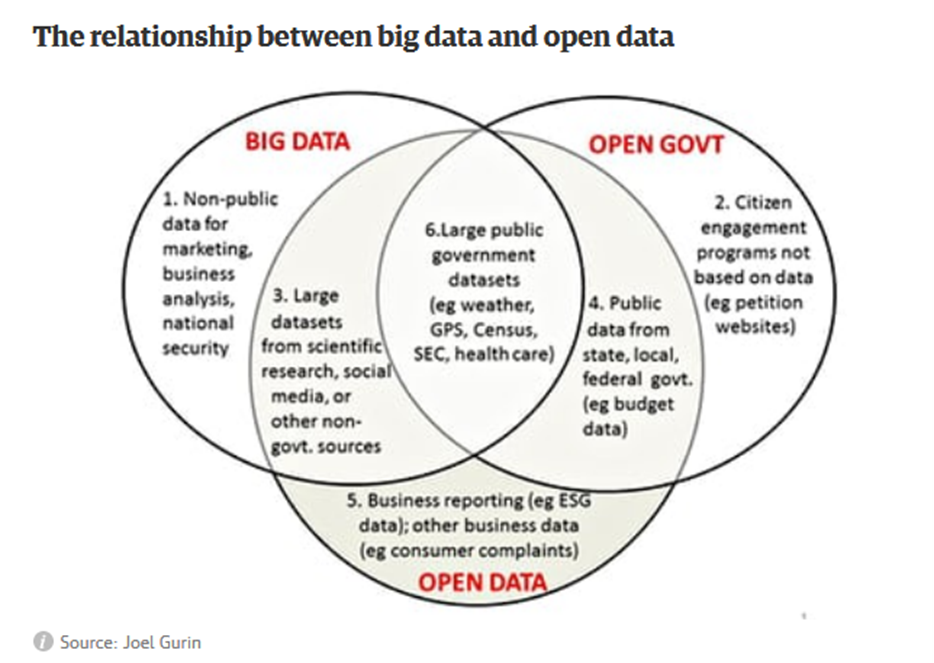 The relationship between big data and open data
BIG DATA
OPEN GOVT
1. Non-public
data for
marketing,
business
analysis,
national
security
2. Citizen
engagement
programs not
based on data
(eg petition
websites)
3. Large
datasets
from scientific
research, social
media, or
other non-
govt. sources
6.Large public
government
datasets
(eg weather,
GPS, Census,
SEC, health care)
4. Public
data from
state, local,
federal govt.
(eg budget
data)
5. Business reporting (eg ESG
data); other business data
(eg consumer complaints)
OPEN DATA
i Source: Joel Gurin